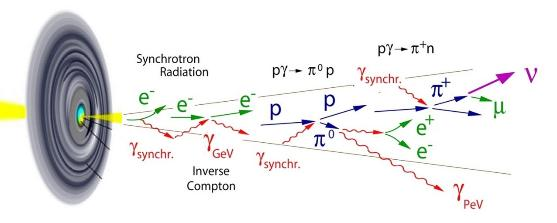 Synchrotron
Radiation
pγ→ π⁰ p
pγ→ π⁺n
e⁻
e⁻
e⁻
p
p
γsynchr.
π⁺
ν
μ
γsynchr.
γGeV
γsynchr.
π⁰
e⁺
e⁻
Inverse
Compton
γPeV